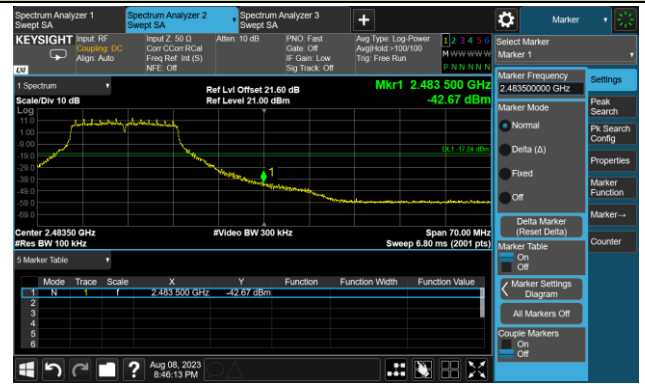 Spectrum Analyzer 1
Swept SA
Spectrum Analyzer 2
Swept SA
Spectrum Analyzer 3
Swept SA
Marker
KEYSIGHT
LXI
Input: RF
Coupling: DC
Align: Auto
Input Z: 50 Ω
Corr CCorr RCal
Freq Ref: Int (S)
NFE: Off
Atten: 10 dB
PNO: Fast
Gate: Off
IF Gain: Low
Sig Track: Off
Avg Type: Log-Power
Avg|Hold:>100/100
Trig: Free Run
1 2 3 4 5 6
M W W W W W
P N N N N N
Select Marker
Marker 1
1 Spectrum
Scale/Div 10 dB
Log
Ref Lvl Offset 21.60 dB
Ref Level 21.00 dBm
Mkr1 2.483 500 GHz
-42.67 dBm
11.0
1.00
-9.00
-19.0
-29.0
-39.0
-49.0
-59.0
-69.0
DL1 -17.24 dBm
1
Center 2.48350 GHz
#Res BW 100 kHz
#Video BW 300 kHz
Span 70.00 MHz
Sweep 6.80 ms (2001 pts)
5 Marker Table
Mode Trace Scale X Y Function Function Width Function Value
1 N 1 f 2.483 500 GHz -42.67 dBm
2
3
4
5
6
Marker Frequency
2.483500000 GHz
Marker Mode
Normal
Delta (Δ)
Fixed
Off
Delta Marker
(Reset Delta)
Marker Table
On
Off
Marker Settings
Diagram
All Markers Off
Couple Markers
On
Off
Settings
Peak
Search
Pk Search
Config
Properties
Marker
Function
Marker→
Counter
?
Aug 08, 2023
8:46:13 PM